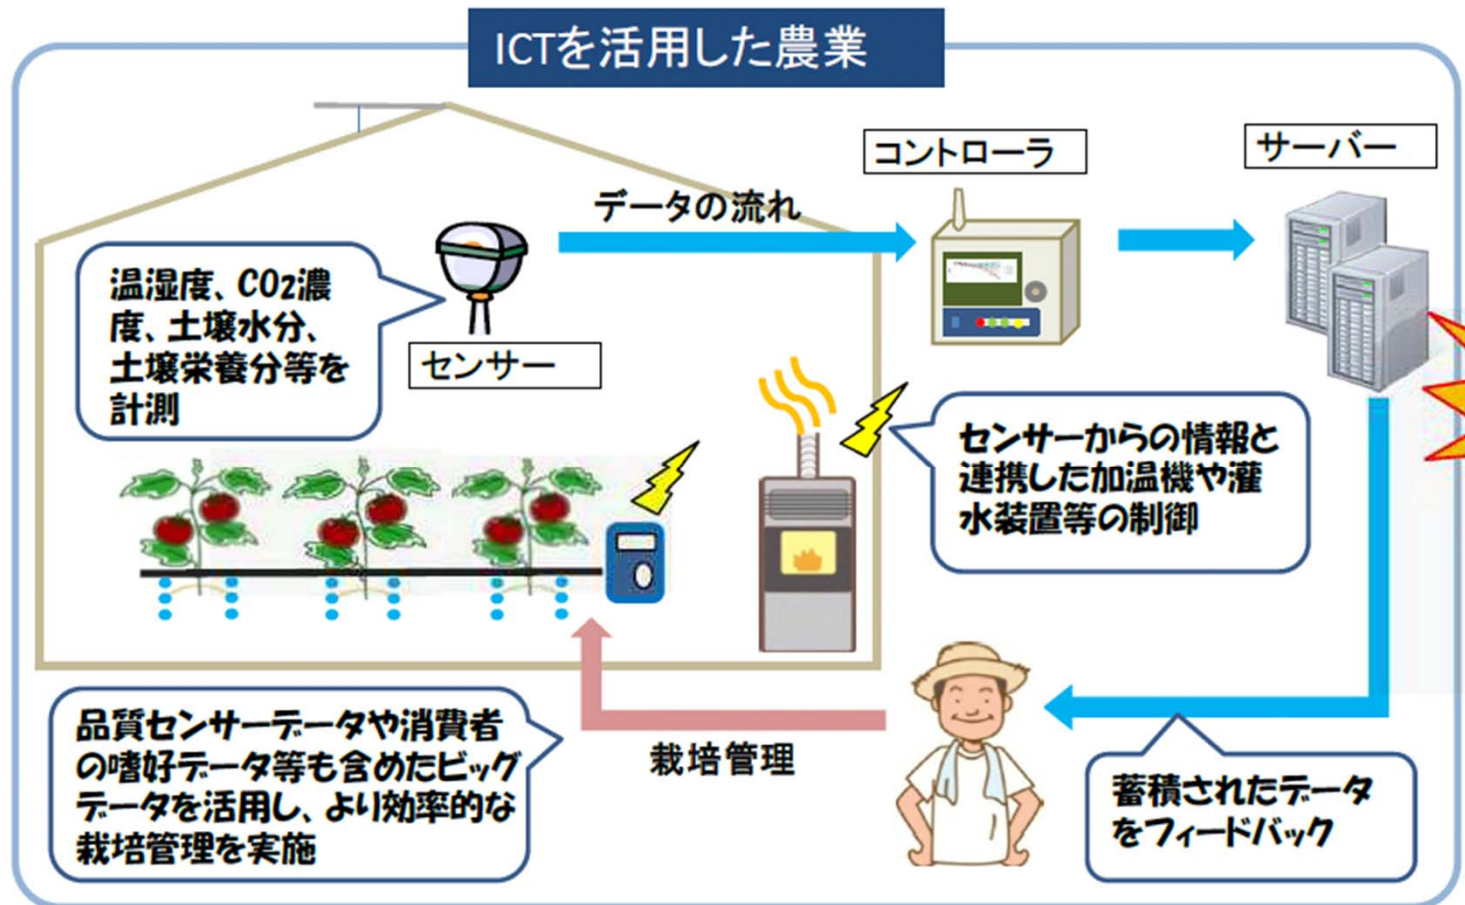 ICTを活用した農業
コントローラ
サーバー
データの流れ
温湿度、CO2濃
度、土壌水分、
土壌栄養分等を
計測
センサー
センサーからの情報と
連携した加温機や灌
水装置等の制御
品質センサーデータや消費者
の嗜好データ等も含めたビッグ
データを活用し、より効率的な
栽培管理を実施
栽培管理
蓄積されたデータ
をフィードバック